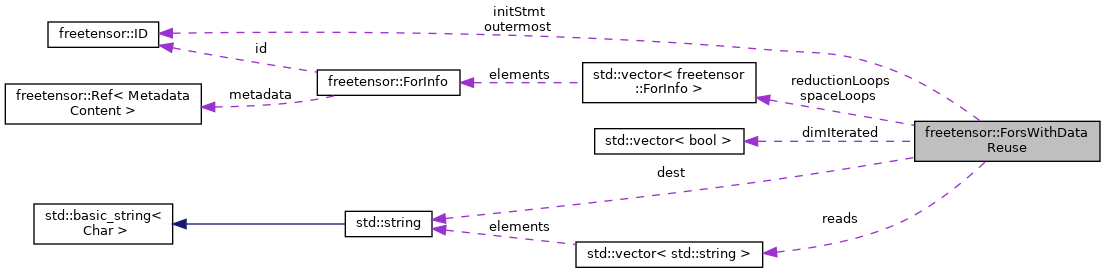 initStmt
outermost
freetensor::ID
id
freetensor::ForInfo
elements
std::vector< freetensor
::ForInfo >
reductionLoops
spaceLoops
freetensor::Ref< Metadata
Content >
metadata
std::vector< bool >
dimIterated
freetensor::ForsWithData
Reuse
dest
std::basic_string<
Char >
std::string
elements
reads
std::vector< std::string >